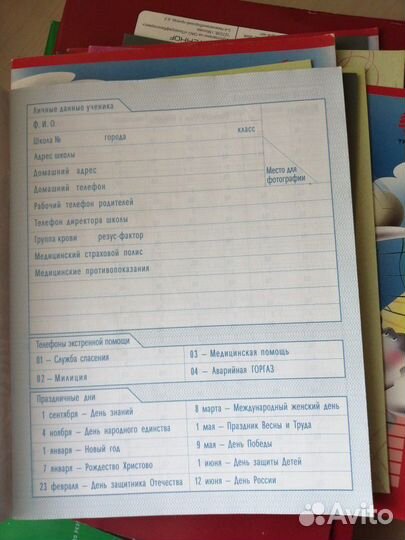 Личные данные ученика
Ф. И. О.
Школа № города класс
Адрес школы
Домашний адрес
Место для
фотографии
Домашний телефон
Рабочий телефон родителей
Телефон директора школы
Группа крови резус-фактор
Медицинский страховой полис
Медицинские противопоказания
Телефоны экстренной помощи
01 – Служба спасения
02 – Милиция
03 – Медицинская помощь
04 – Аварийная ГОРГАЗ
Праздничные дни
1 сентября – День знаний
4 ноября – День народного единства
1 января – Новый год
7 января – Рождество Христово
23 февраля – День защитника Отечества
8 марта – Международный женский день
1 мая – Праздник Весны и Труда
9 мая – День Победы
1 июня – День защиты Детей
12 июня – День России
Avito